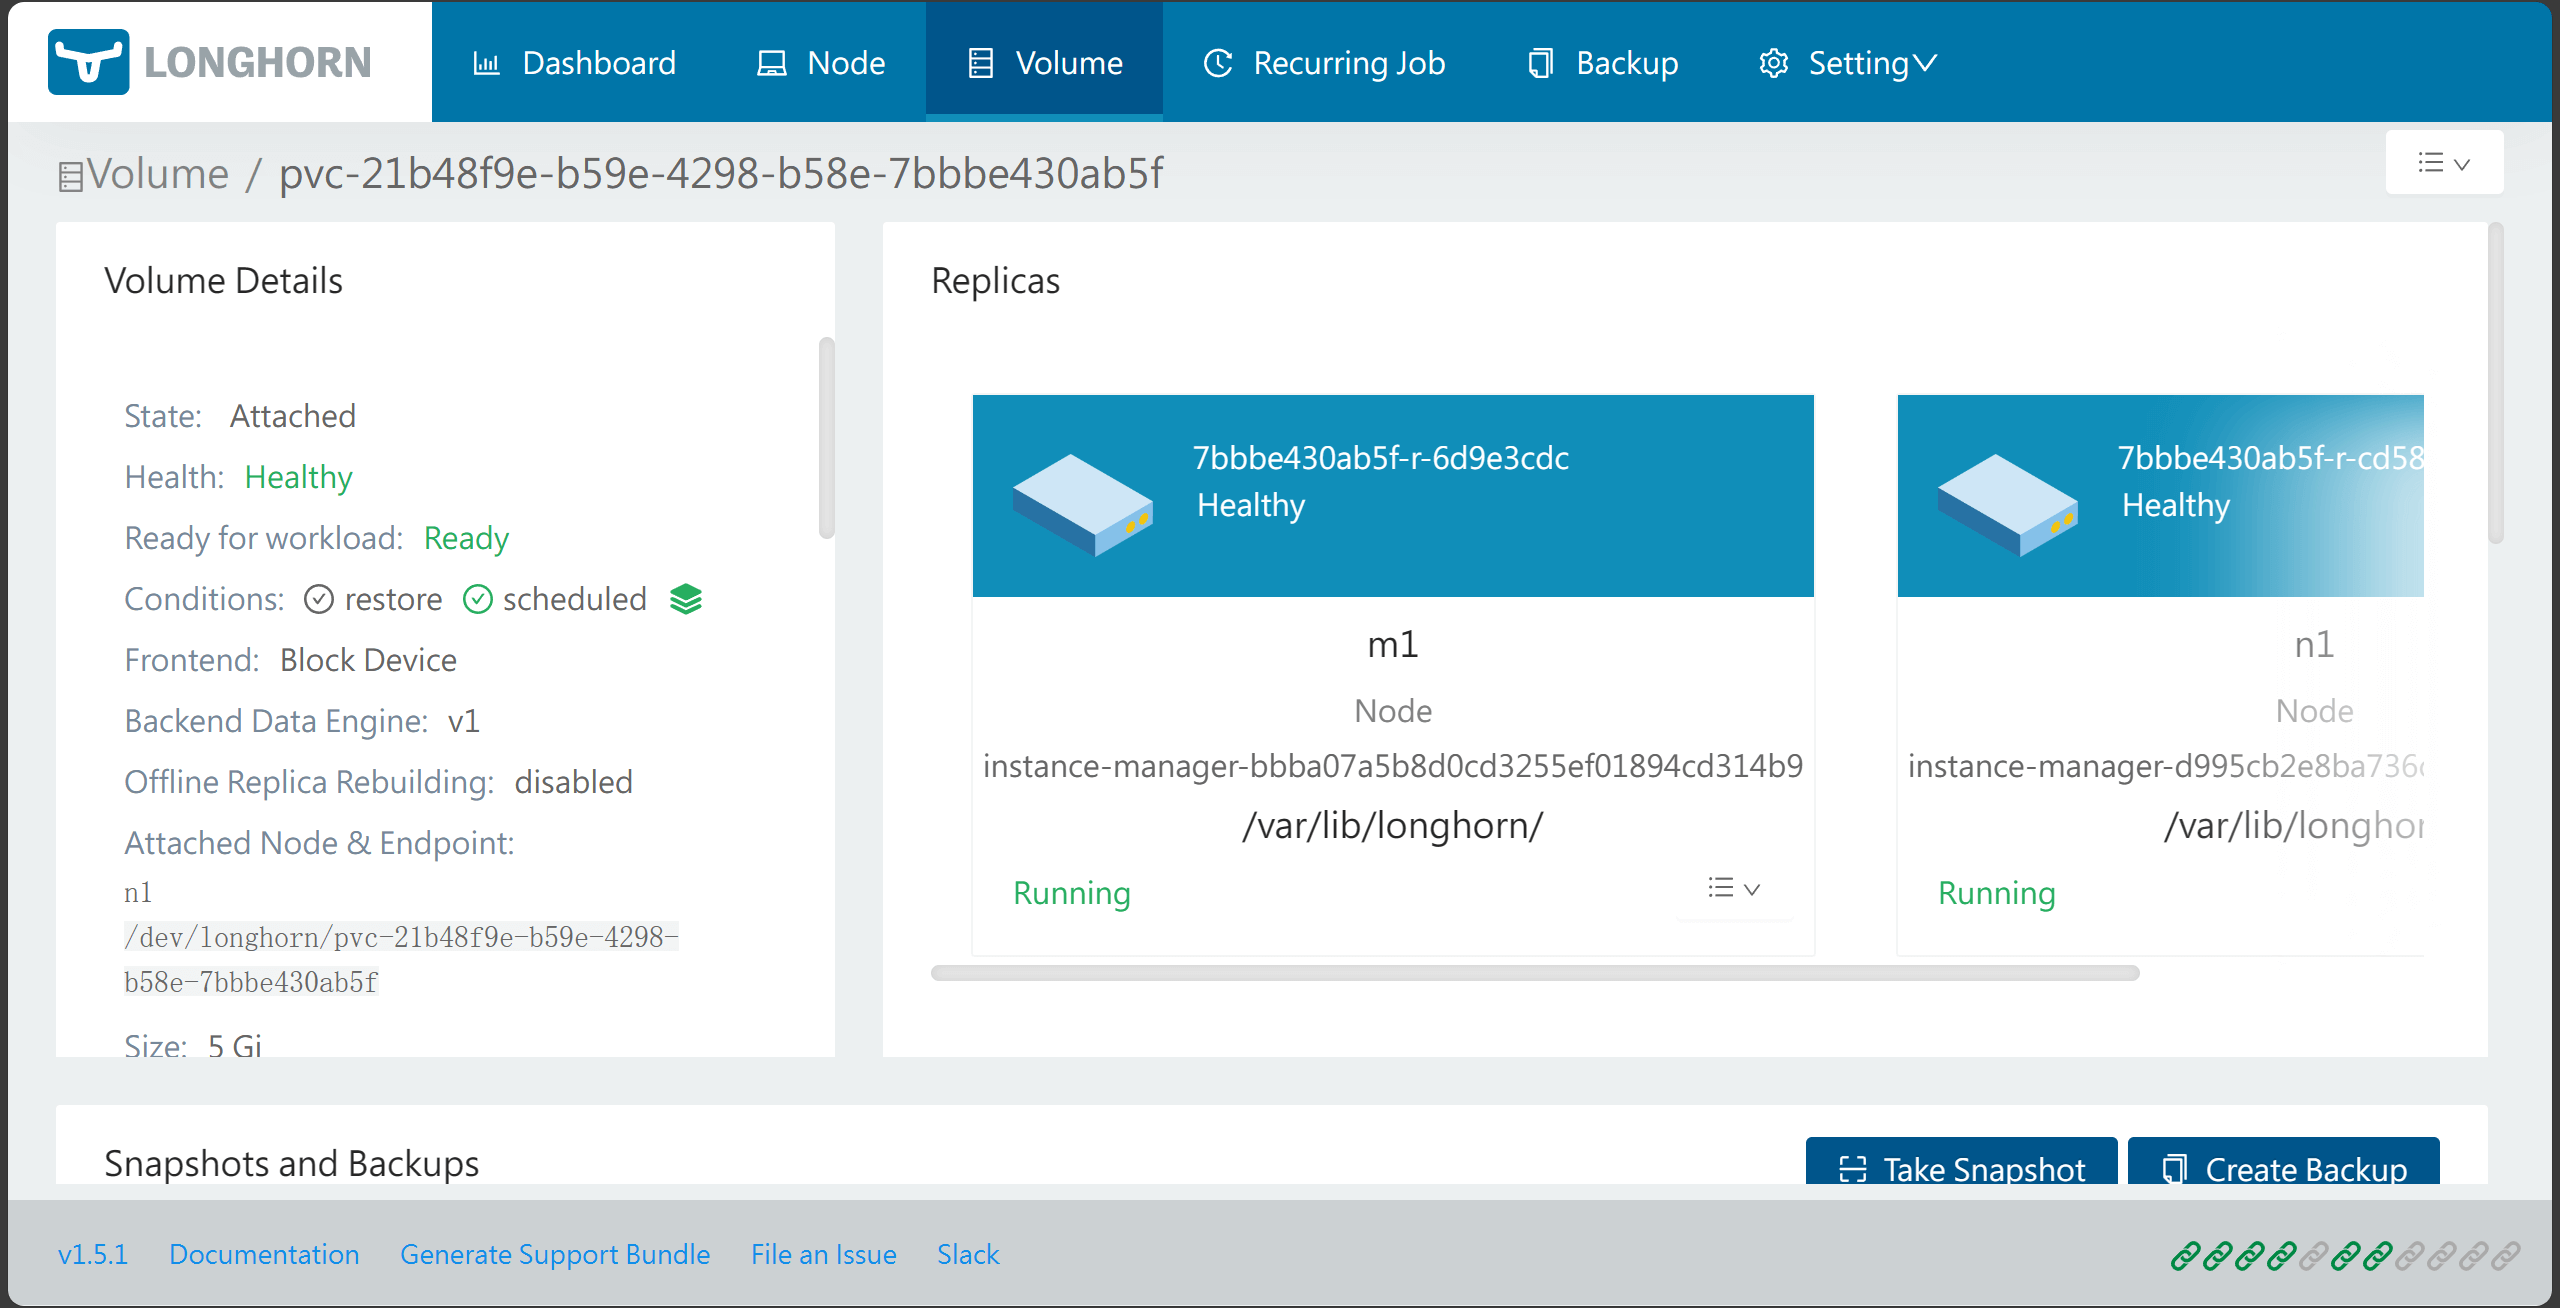 LONGHORN
Dashboard
Node
Volume
Recurring Job
Backup
Setting
Volume / pvc-21b48f9e-b59e-4298-b58e-7bbbe430ab5f
Volume Details
State: Attached
Health: Healthy
Ready for workload: Ready
Conditions: restore scheduled
Frontend: Block Device
Backend Data Engine: v1
Offline Replica Rebuilding: disabled
Attached Node & Endpoint:
n1
/dev/longhorn/pvc-21b48f9e-b59e-4298-
b58e-7bbbe430ab5f
Size: 5 Gi
Replicas
7bbbe430ab5f-r-6d9e3cdc
Healthy
m1
Node
instance-manager-bbba07a5b8d0cd3255ef01894cd314b9
/var/lib/longhorn/
Running
7bbbe430ab5f-r-cd58
Healthy
n1
Node
instance-manager-d995cb2e8ba736
/var/lib/longhor
Running
Snapshots and Backups
Take Snapshot
Create Backup
v1.5.1
Documentation
Generate Support Bundle
File an Issue
Slack